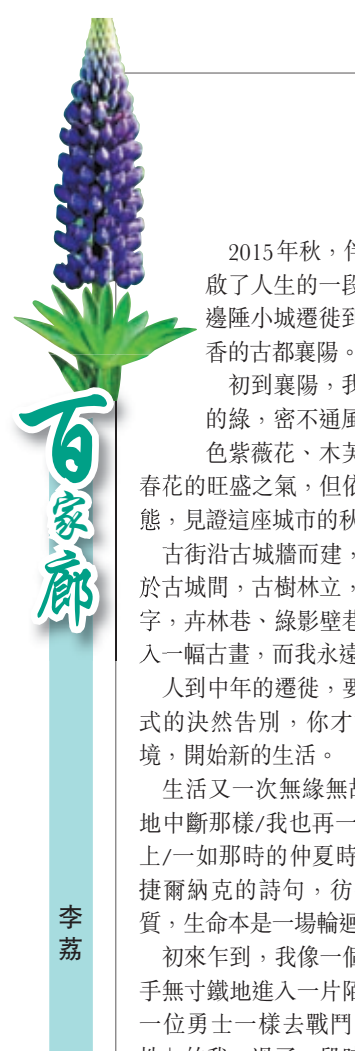 百家廊
李荔
2015年秋，伴
啟了人生的一段
邊陲小城遷徙到
香的古都襄陽。
初到襄陽，我
的綠，密不通風
色紫薇花、木芙
春花的旺盛之氣，但依
態，見證這座城市的秋
古街沿古城牆而建，
於古城間，古樹林立，
字，卉林巷、綠影壁巷
入一幅古畫，而我永遠
人到中年的遷徙，要
式的決然告別，你才
境，開始新的生活。
生活又一次無緣無故
地中斷那樣/我也再一
上/一如那時的仲夏時
捷爾納克的詩句，彷
質，生命本是一場輪迴
初來乍到，我像一個
手無寸鐵地進入一片陌
一位勇士一樣去戰鬥